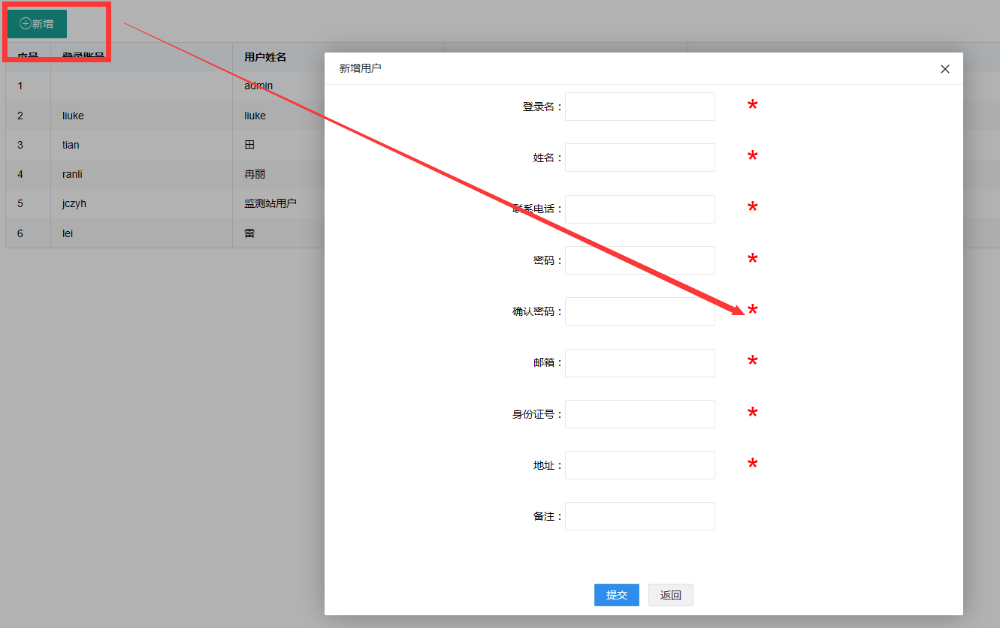 新增
序号 登录账号 用户姓名
1 admin
2 liuke liuke
3 tian 田
4 ranli 冉丽
5 jczyh 监测站用户
6 lei 雷
新增用户
登录名： *
姓名： *
联系电话： *
密码： *
确认密码： *
邮箱： *
身份证号： *
地址： *
备注：
提交 返回